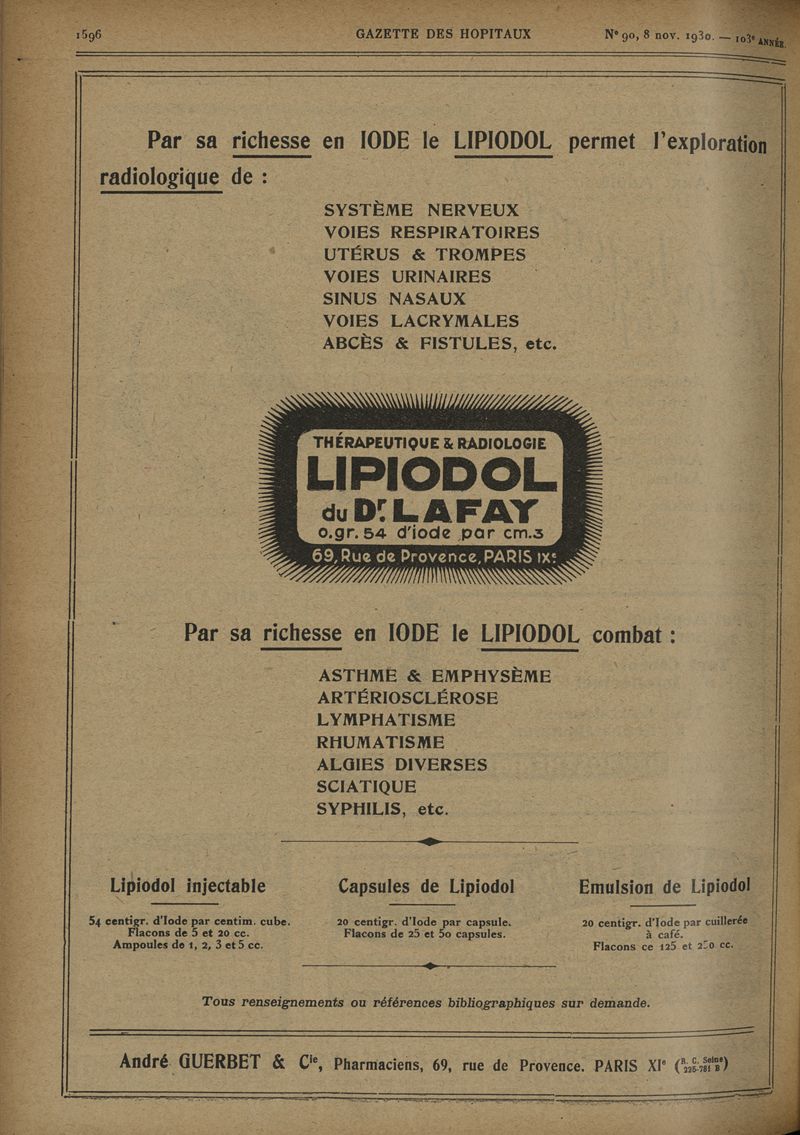 1596
GAZETTE DES HOPITAUX
N° 90, 8 nov. 1930. — 103e ANNÉE.
Par sa richesse en IODE le LIPIODOL permet l'exploration
radiologique de :
SYSTÈME NERVEUX
VOIES RESPIRATOIRES
UTÉRUS & TROMPES
VOIES URINAIRES
SINUS NASAUX
VOIES LACRYMALES
ABCÈS & FISTULES, etc.
THÉRAPEUTIQUE & RADIOLOGIE
LIPIODOL
du Dr. LAFAY
0.gr. 54 d'iode par cm.3
69, Rue de Provence, PARIS IXe
Par sa richesse en IODE le LIPIODOL combat :
ASTHME & EMPHYSÈME
ARTÉRIOSCLÉROSE
LYMPHATISME
RHUMATISME
ALGIES DIVERSES
SCIATIQUE
SYPHILIS, etc.
Lipiodol injectable
54 centigr. d'Iode par centim. cube.
Flacons de 5 et 20 cc.
Ampoules de 1, 2, 3 et 5 cc.
Capsules de Lipiodol
20 centigr. d'Iode par capsule.
Flacons de 25 et 50 capsules.
Emulsion de Lipiodol
20 centigr. d'Iode par cuillerée
à café.
Flacons ce 125 et 250 cc.
Tous renseignements ou références bibliographiques sur demande.
André GUERBET & Cie, Pharmaciens, 69, rue de Provence. PARIS XIe (R. C. Seine 225-781 B)